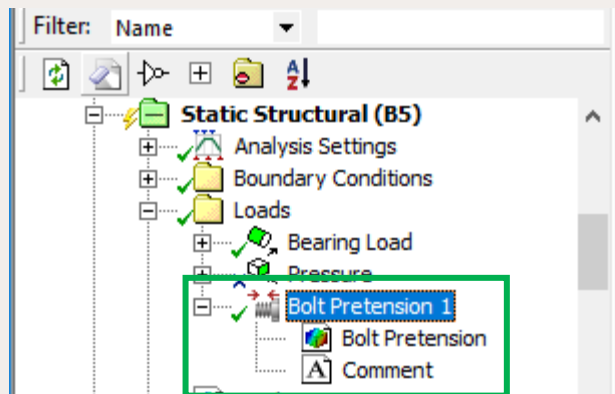 Filter: Name
Static Structural (B5)
Analysis Settings
Boundary Conditions
Loads
Bearing Load
Pressure
Bolt Pretension 1
Bolt Pretension
A Comment